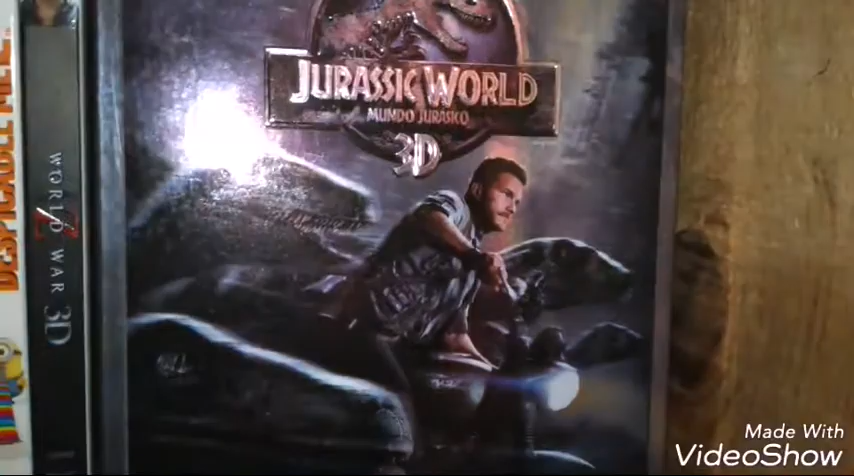 DESPICABLE ME
WORLD WAR Z 3D
JURASSIC WORLD
MUNDO JURÁSICO
3D
Made With
VideoShow